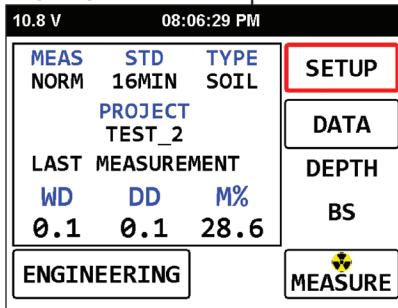 10.8 V 08:06:29 PM
MEAS STD TYPE
NORM 16MIN SOIL
PROJECT
TEST_2
LAST MEASUREMENT
WD DD M%
0.1 0.1 28.6
ENGINEERING
SETUP
DATA
DEPTH
BS
MEASURE